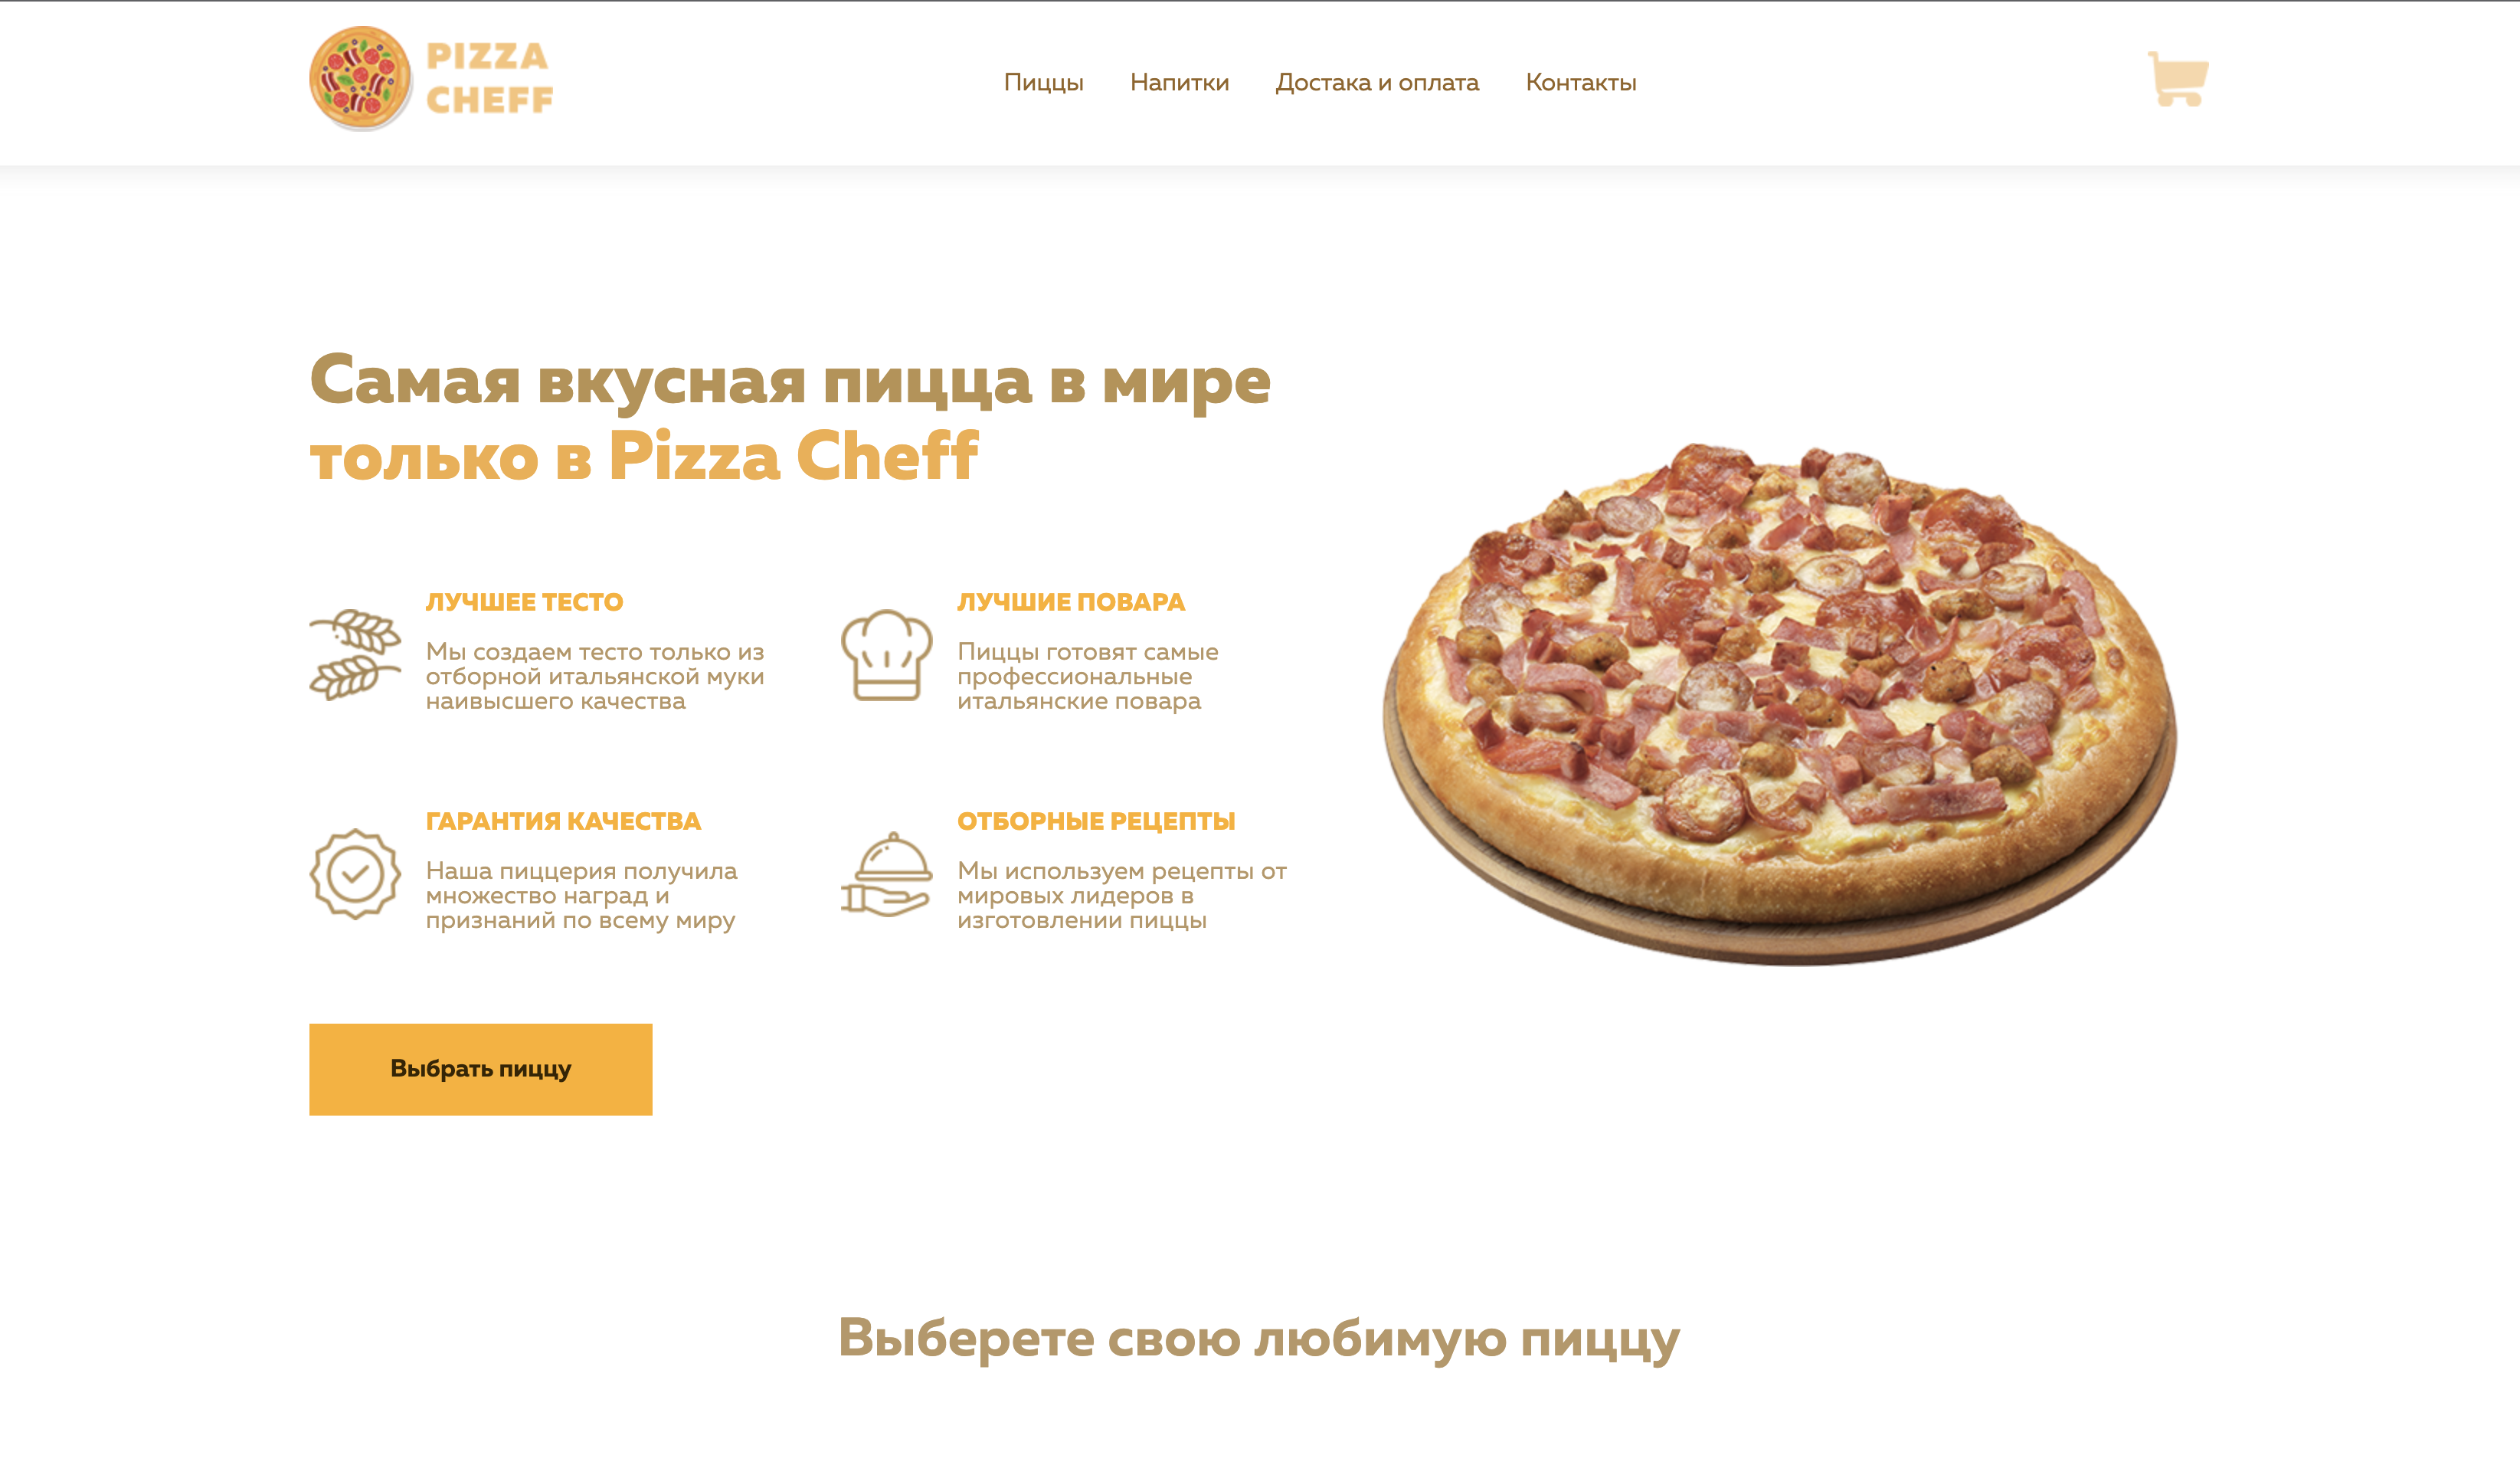 PIZZA
CHEFF
Пиццы Напитки Достака и оплата Контакты
Самая вкусная пицца в мире
только в Pizza Cheff
ЛУЧШЕЕ ТЕСТО
Мы создаем тесто только из
отборной итальянской муки
наивысшего качества
ЛУЧШИЕ ПОВАРА
Пиццы готовят самые
профессиональные
итальянские повара
ГАРАНТИЯ КАЧЕСТВА
Наша пиццерия получила
множество наград и
признаний по всему миру
ОТБОРНЫЕ РЕЦЕПТЫ
Мы используем рецепты от
мировых лидеров в
изготовлении пиццы
Выбрать пиццу
Выберете свою любимую пиццу